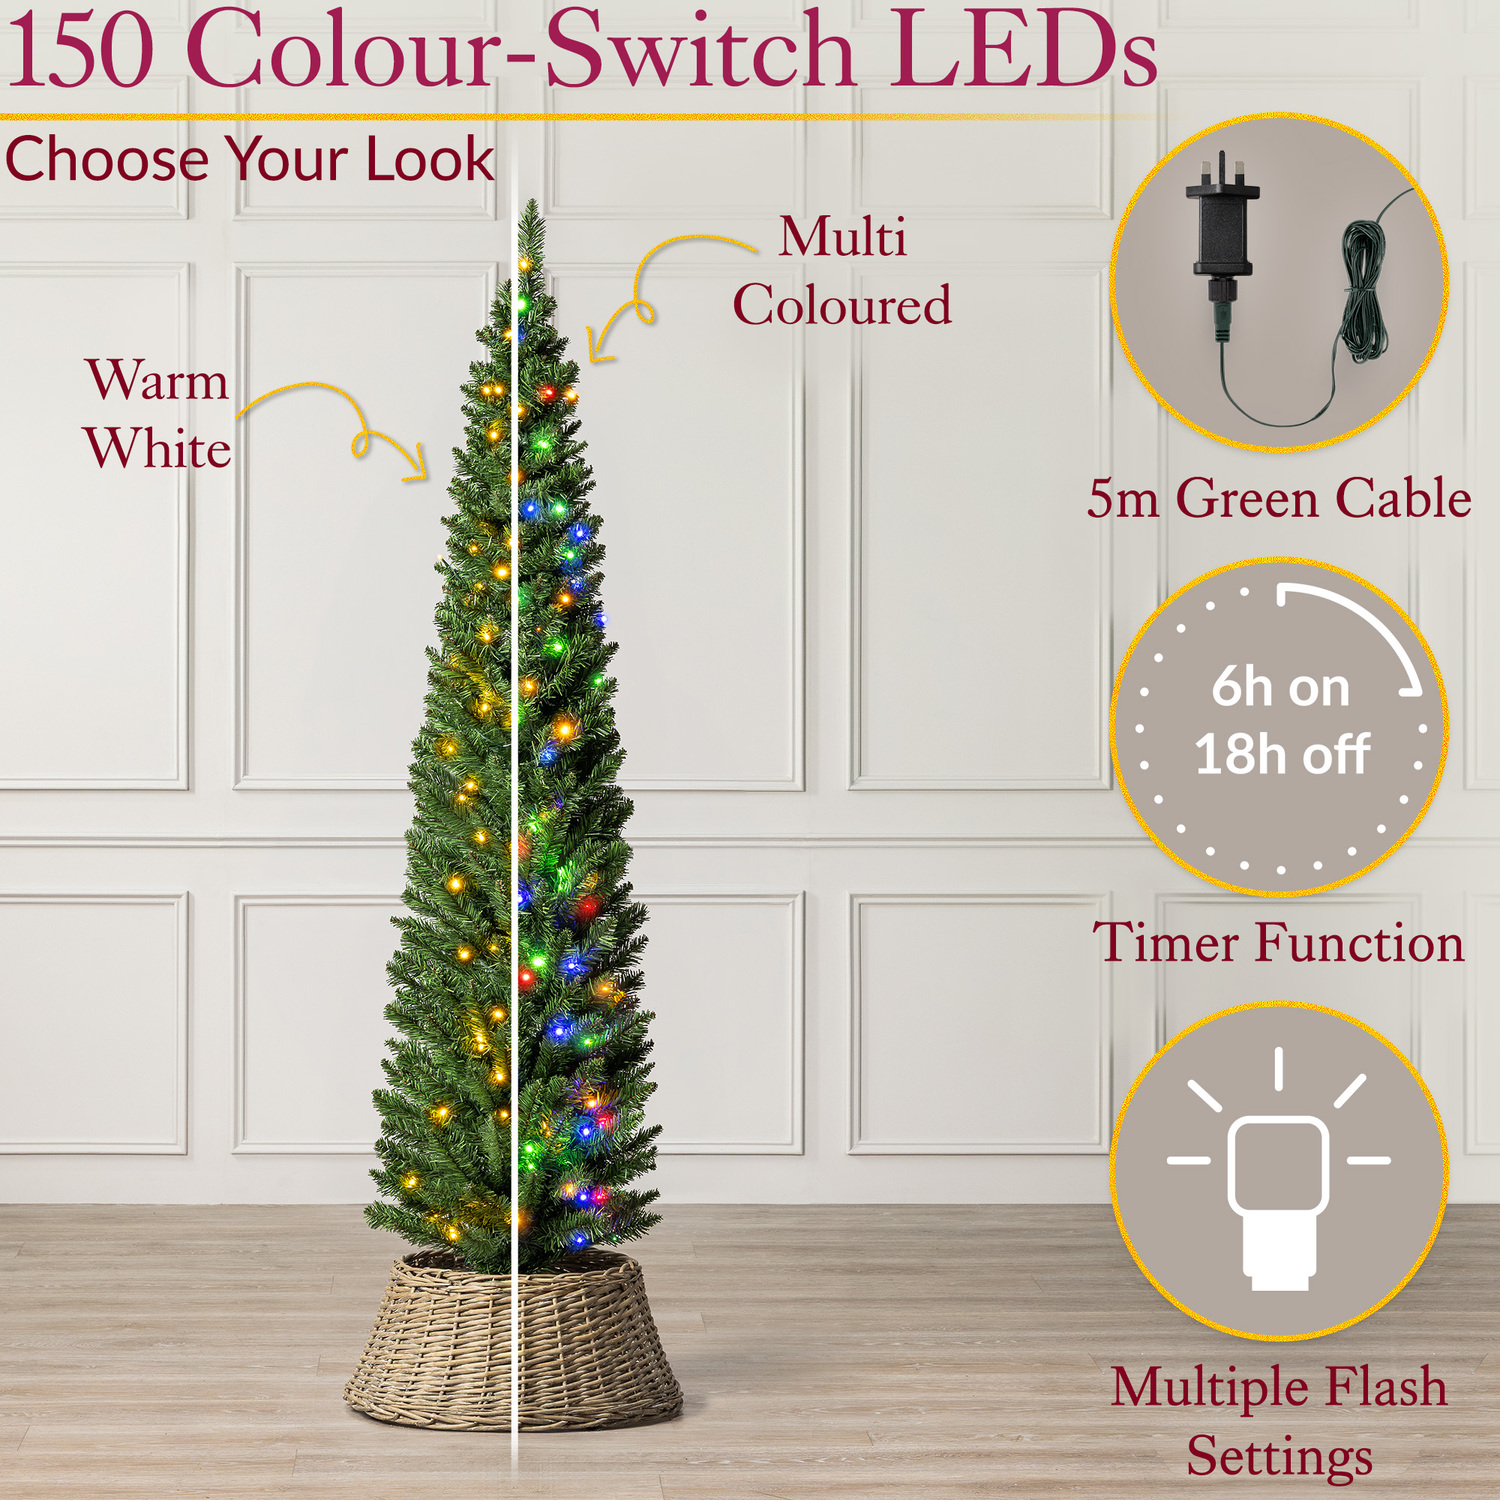 150 Colour-Switch LEDs
Choose Your Look
Multi
Coloured
Warm
White
5m Green Cable
6h on
18h off
Timer Function
Multiple Flash
Settings